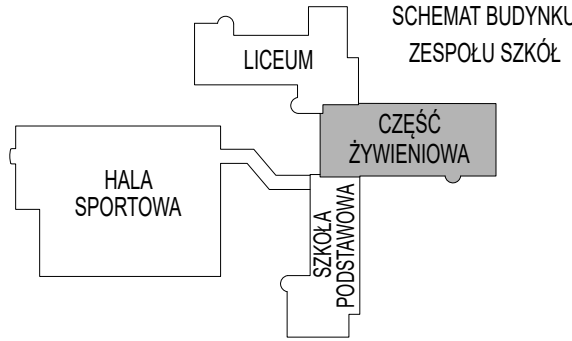 SCHEMAT BUDYNKU
ZESPOŁU SZKÓŁ
LICEUM
CZĘŚĆ
ŻYWIENIOWA
HALA
SPORTOWA
SZKOŁA
PODSTAWOWA